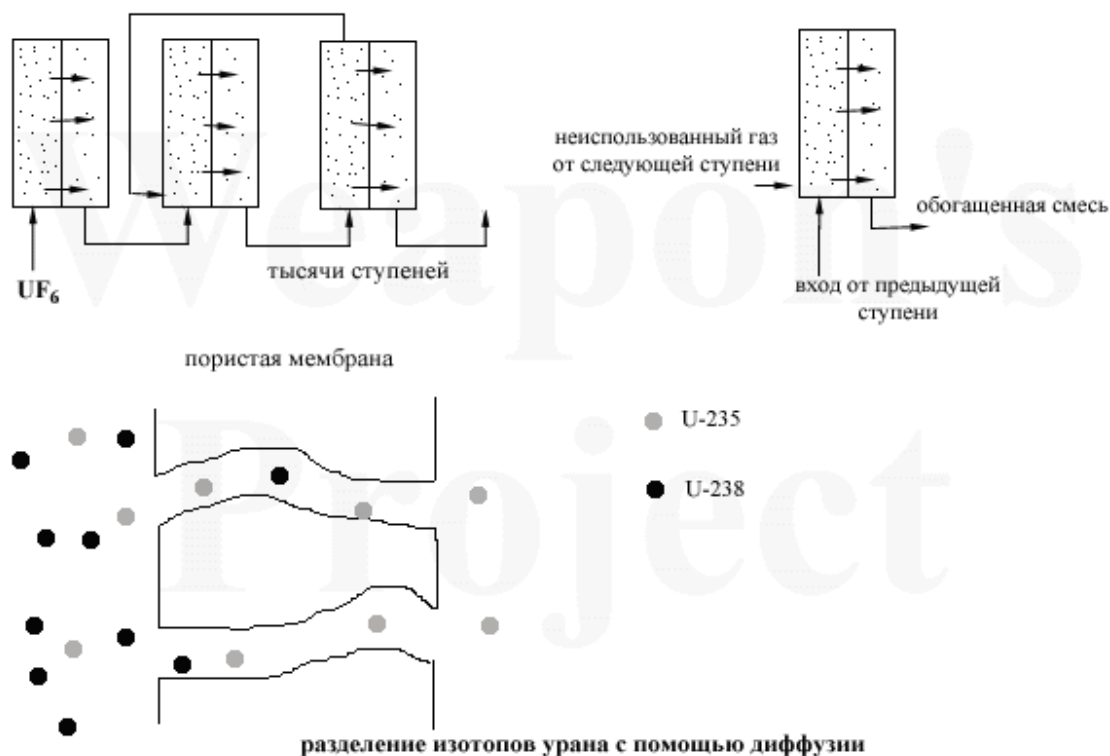 неиспользованный газ
от следующей ступени
обогащенная смесь
тысячи ступеней
UF6
вход от предыдущей
ступени
пористая мембрана
U-235
U-238
Weapon's
Project
разделение изотопов урана с помощью диффузии